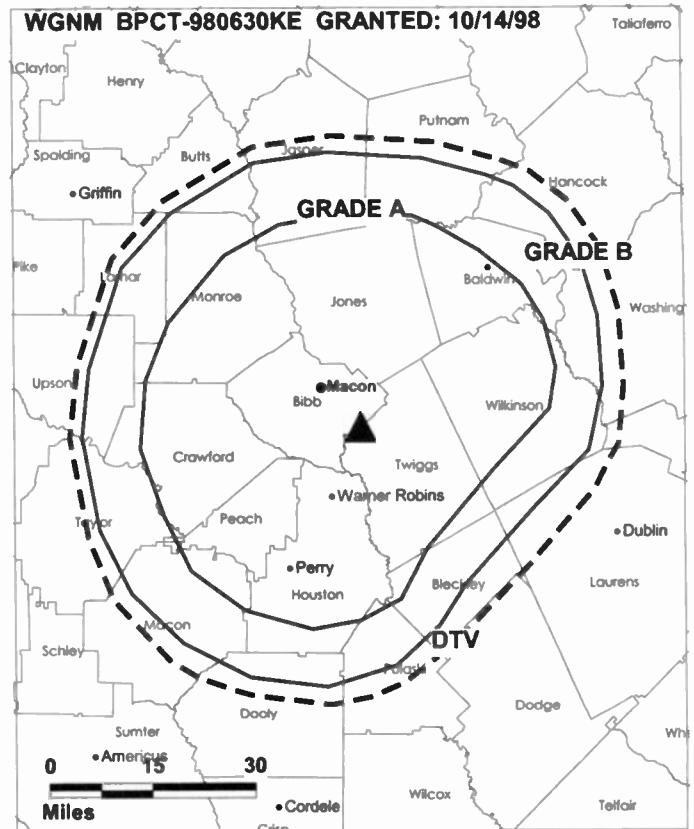 WGNM BPCT-980630KE GRANTED: 10/14/98
Taliaferro
Clayton
Henry
Putnam
Spalding
Butts
Jasper
Griffin
Hancock
GRADE A
GRADE B
Pike
Lamar
Baldwin
Monroe
Jones
Washing
Upson
Macon
Bibb
Wilkinson
Crawford
Twiggs
Warner Robins
Peach
Taylor
Dublin
Perry
Houston
Bleckley
Laurens
Macon
DTV
Schley
Pulaski
Dooly
Dodge
Sumter
Americus
0 15 30
Miles
Wilcox
Cordele
Telfair
Crisp